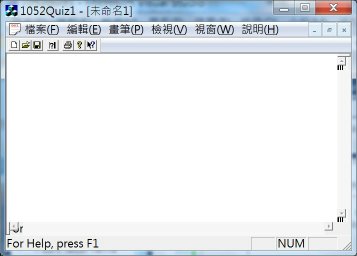 1052Quiz1 - [未命名1]
檔案(F) 編輯(E) 畫筆(P) 檢視(V) 視窗(W) 說明(H)
For Help, press F1
NUM